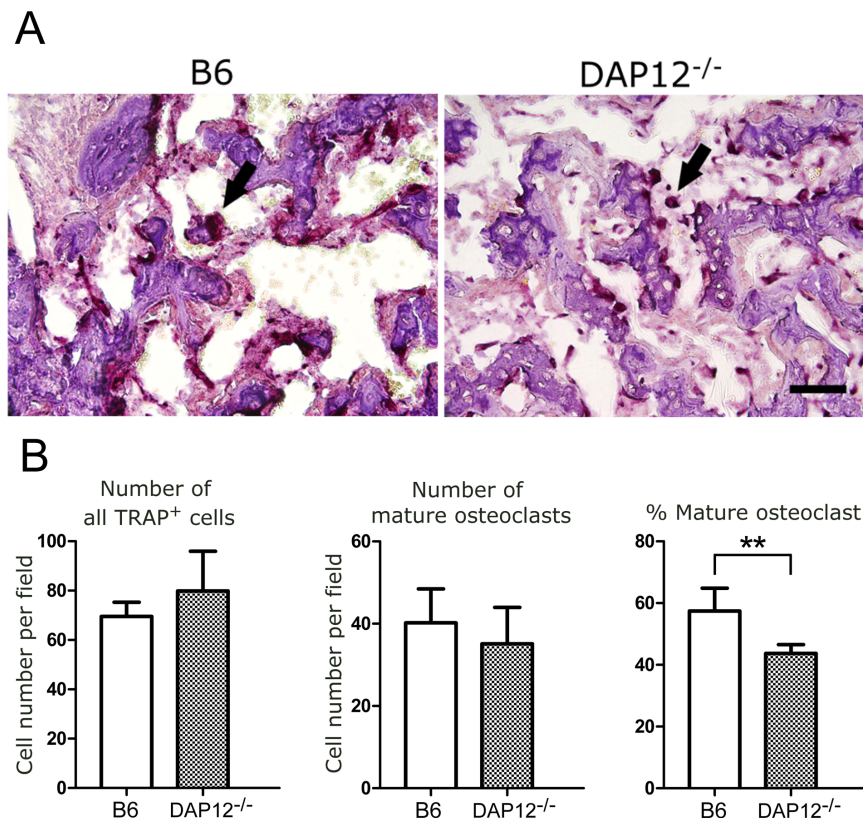 A
B6
DAP12-/-
B
Number of
all TRAP+ cells
Cell number per field
100
80
60
40
20
0
B6
DAP12-/-
Number of
mature osteoclasts
Cell number per field
60
40
20
0
B6
DAP12-/-
% Mature osteoclast
80
60
40
20
0
**
B6
DAP12-/-